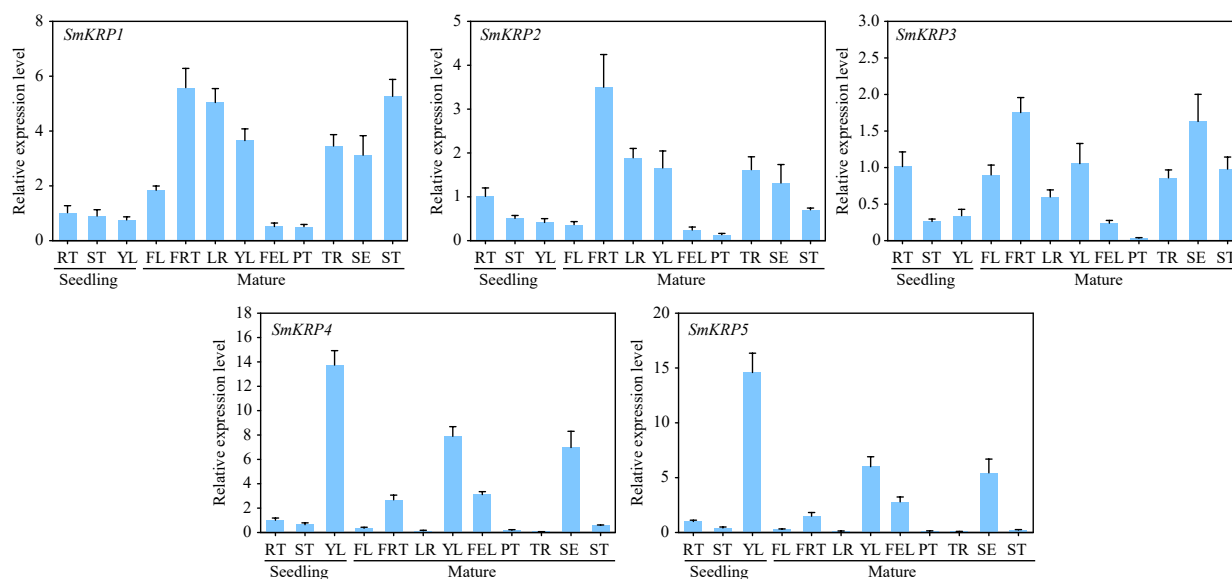 SmKRP1
Relative expression level
8
6
4
2
0
RT ST YL FL FRT LR YL FEL PT TR SE ST
Seedling Mature
SmKRP2
Relative expression level
5
4
3
2
1
0
RT ST YL FL FRT LR YL FEL PT TR SE ST
Seedling Mature
SmKRP3
Relative expression level
3.0
2.5
2.0
1.5
1.0
0.5
0
RT ST YL FL FRT LR YL FEL PT TR SE ST
Seedling Mature
SmKRP4
Relative expression level
18
16
14
12
10
8
6
4
2
0
RT ST YL FL FRT LR YL FEL PT TR SE ST
Seedling Mature
SmKRP5
Relative expression level
20
15
10
5
0
RT ST YL FL FRT LR YL FEL PT TR SE ST
Seedling Mature